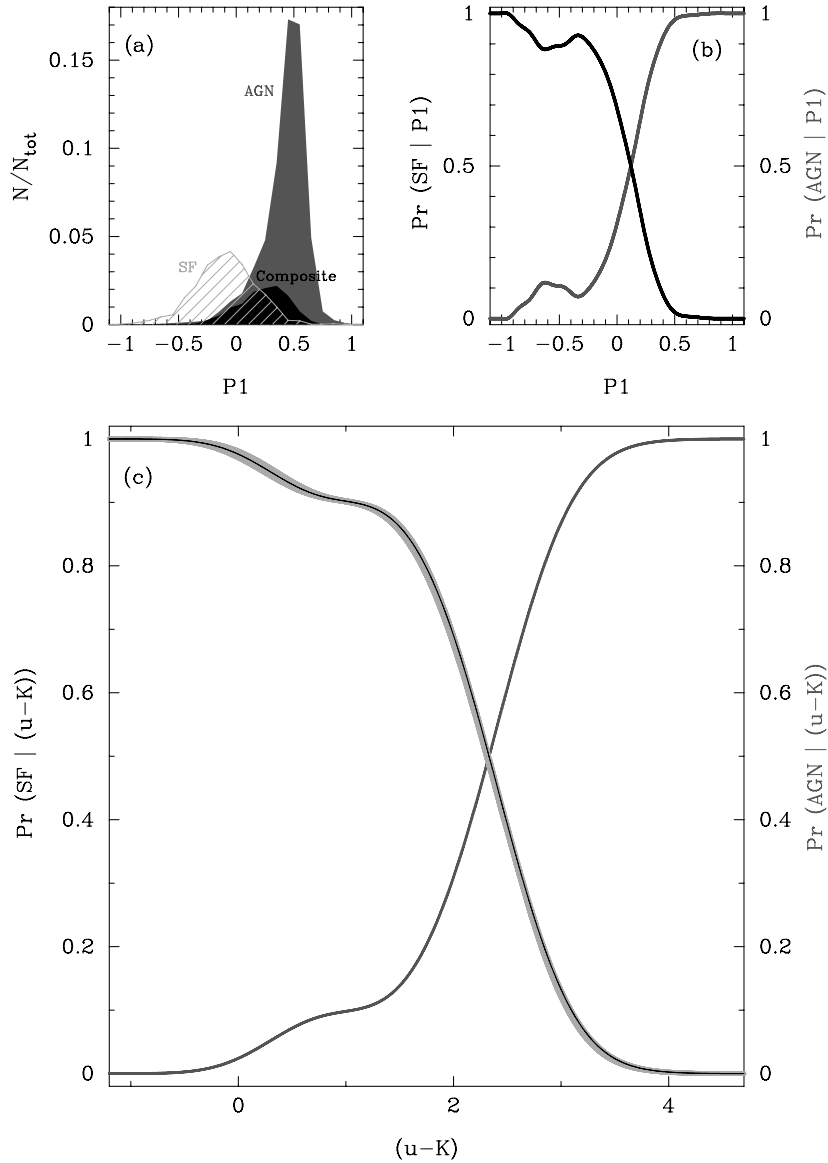 (a)
AGN
SF
Composite
N/N_tot
0.15
0.1
0.05
0
−1 −0.5 0 0.5 1
P1
(b)
Pr (SF | P1)
1
0.5
0
Pr (AGN | P1)
1
0.5
0
−1 −0.5 0 0.5 1
P1
(c)
Pr (SF | (u−K))
1
0.8
0.6
0.4
0.2
0
Pr (AGN | (u−K))
1
0.8
0.6
0.4
0.2
0
0 2 4
(u−K)